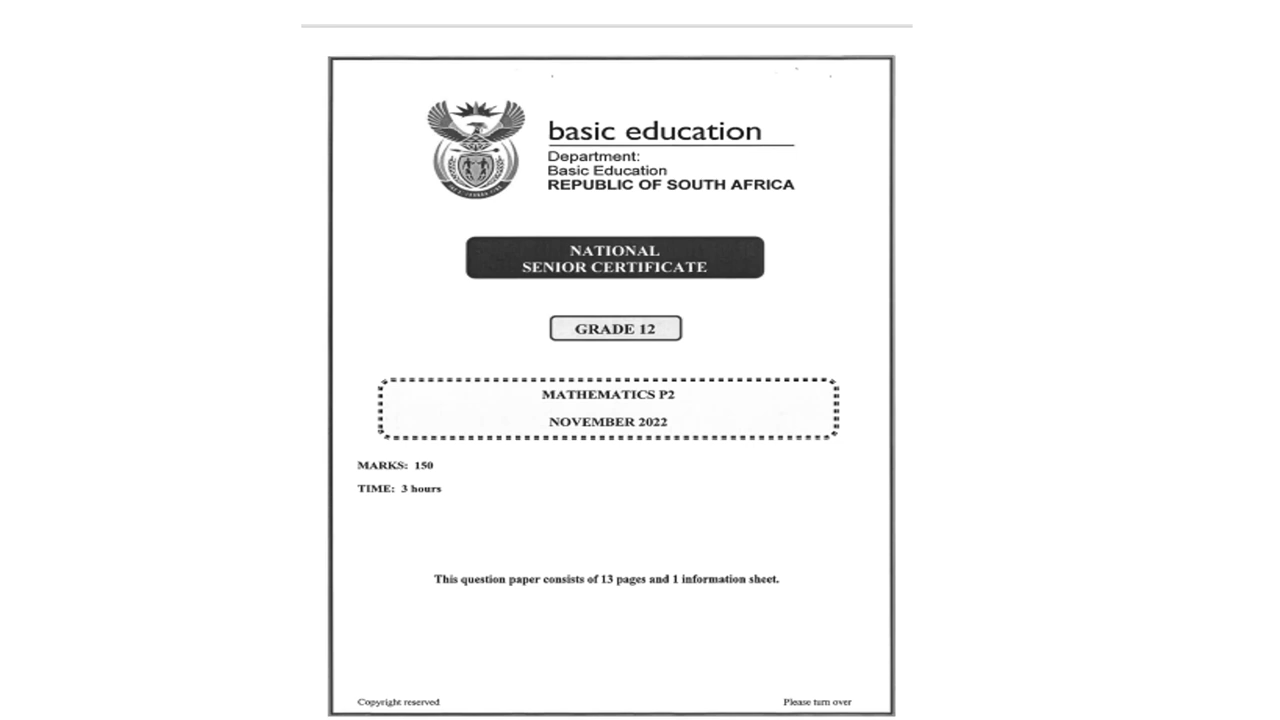 basic education
Department:
Basic Education
REPUBLIC OF SOUTH AFRICA
NATIONAL
SENIOR CERTIFICATE
GRADE 12
MATHEMATICS P2
NOVEMBER 2022
MARKS: 150
TIME: 3 hours
This question paper consists of 13 pages and 1 information sheet.
Copyright reserved
Please turn over